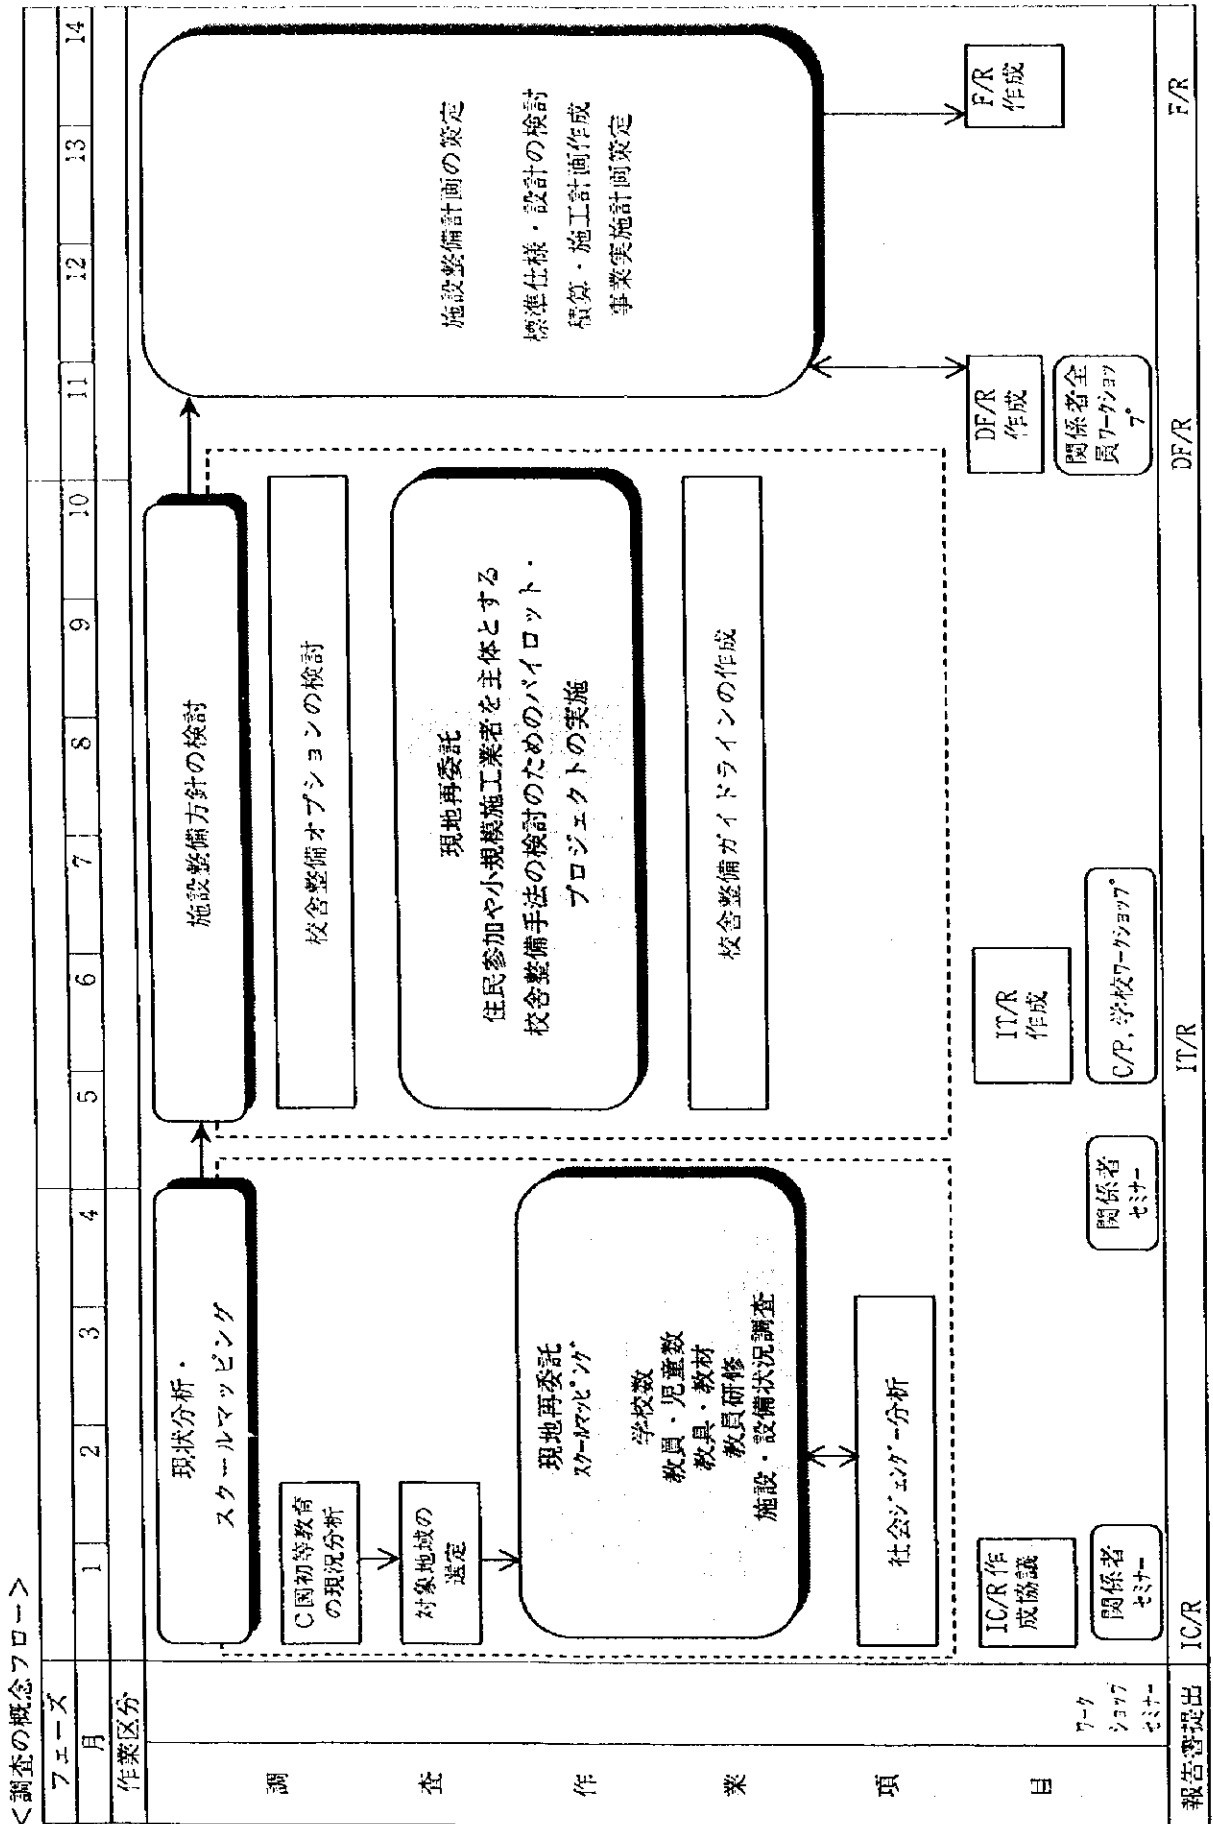 <調査の概念フロー>
フェーズ
月
1 2 3 4 5 6 7 8 9 10 11 12 13 14
作業区分
調査作業項目
現状分析・
スクールマッピング
施設整備方針の検討
C国初等教育
の現況分析
対象地域の
選定
現地再委託
スクールマッピング
学校数
教員・児童数
教具・教材
教員研修
施設・設備状況調査
社会ジェンダー分析
校舎整備オプションの検討
現地再委託
住民参加や小規模施工業者を主体とする
校舎整備手法の検討のためのパイロット・
プロジェクトの実施
校舎整備ガイドラインの作成
施設整備計画の策定
標準仕様・設計の検討
積算・施工計画作成
事業実施計画策定
IC/R作
成協議
IT/R
作成
DF/R
作成
F/R
作成
ワーク
ショップ
セミナー
関係者
セミナー
関係者
セミナー
C/P,学校ワークショップ
関係者全
員ワークショッ
プ
報告書提出
IC/R IT/R DF/R F/R